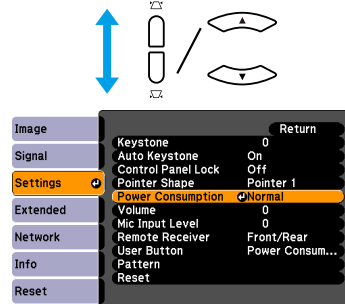 Image
Signal
Settings
Extended
Network
Info
Reset
Return
Keystone 0
Auto Keystone On
Control Panel Lock Off
Pointer Shape Pointer 1
Power Consumption Normal
Volume 0
Mic Input Level 0
Remote Receiver Front/Rear
User Button Power Consum...
Pattern
Reset